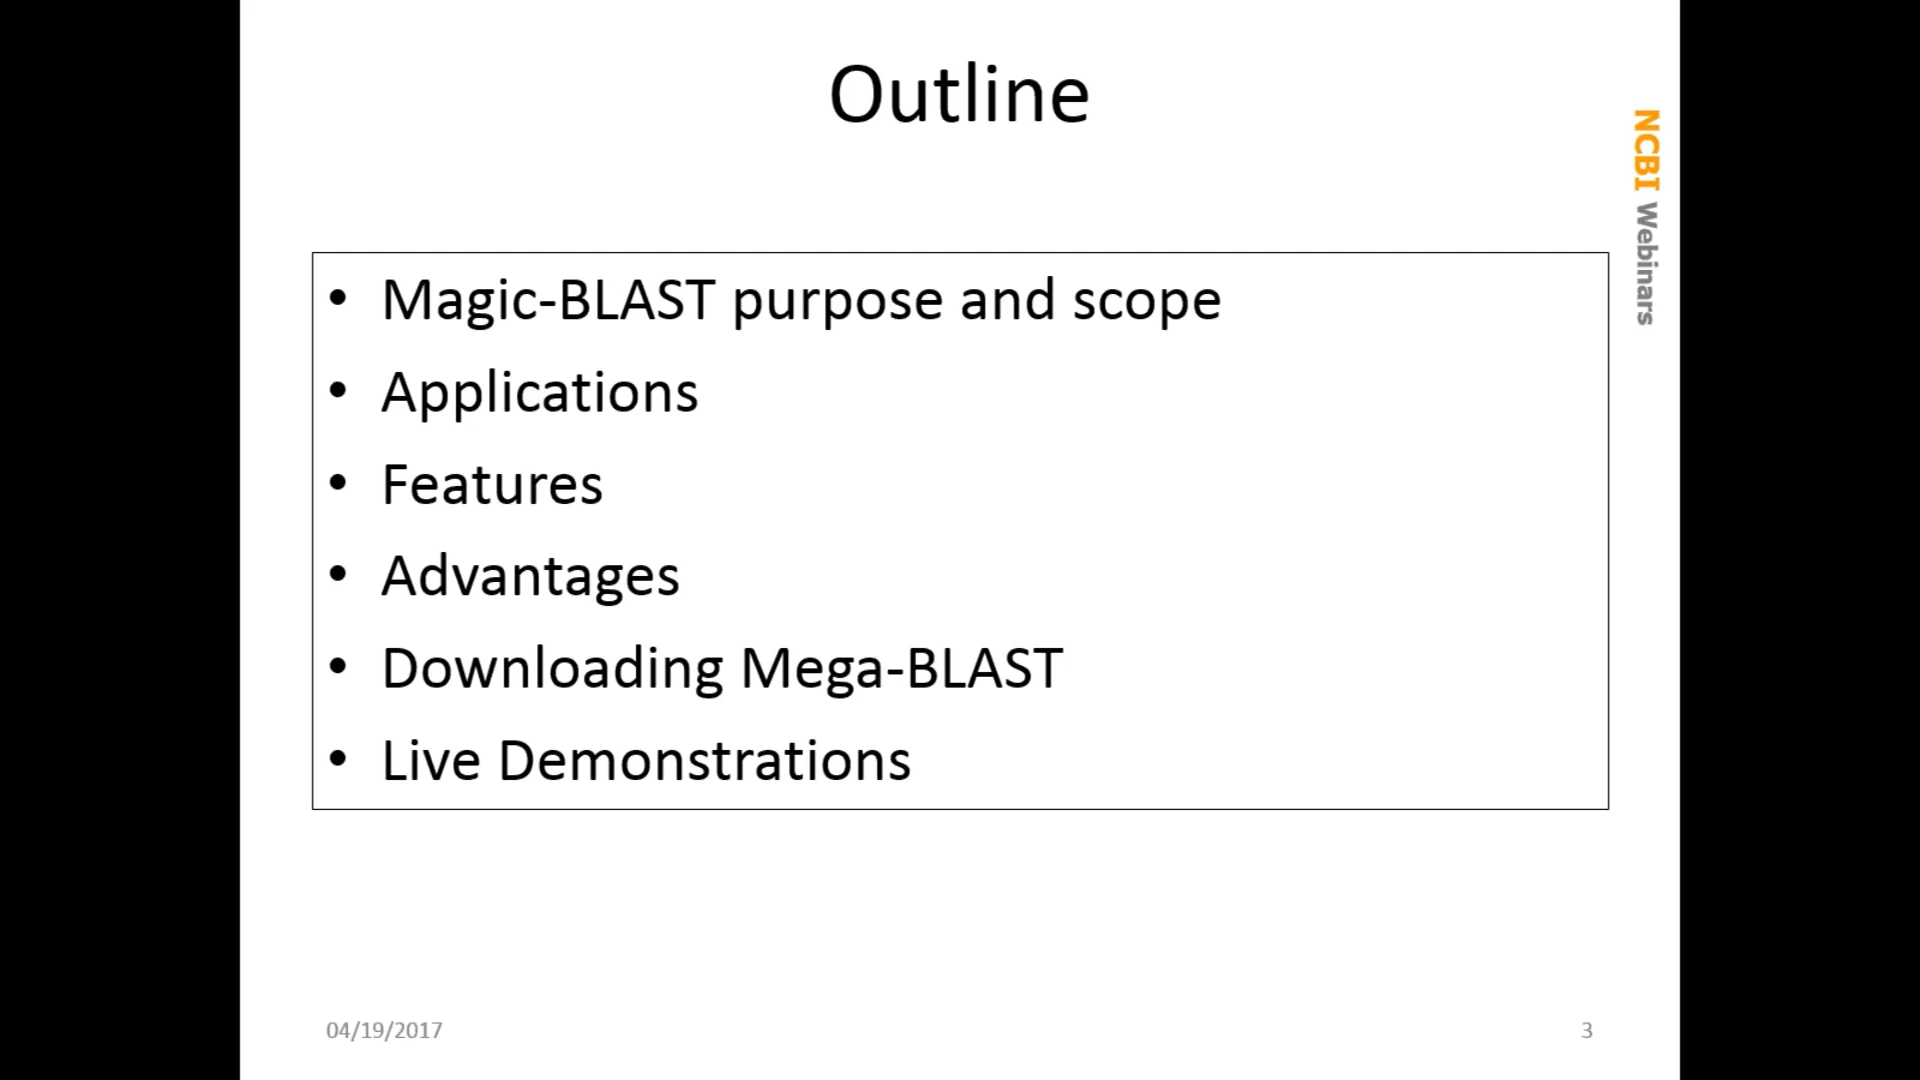 Outline
NCBI Webinars
• Magic-BLAST purpose and scope
• Applications
• Features
• Advantages
• Downloading Mega-BLAST
• Live Demonstrations
04/19/2017
3